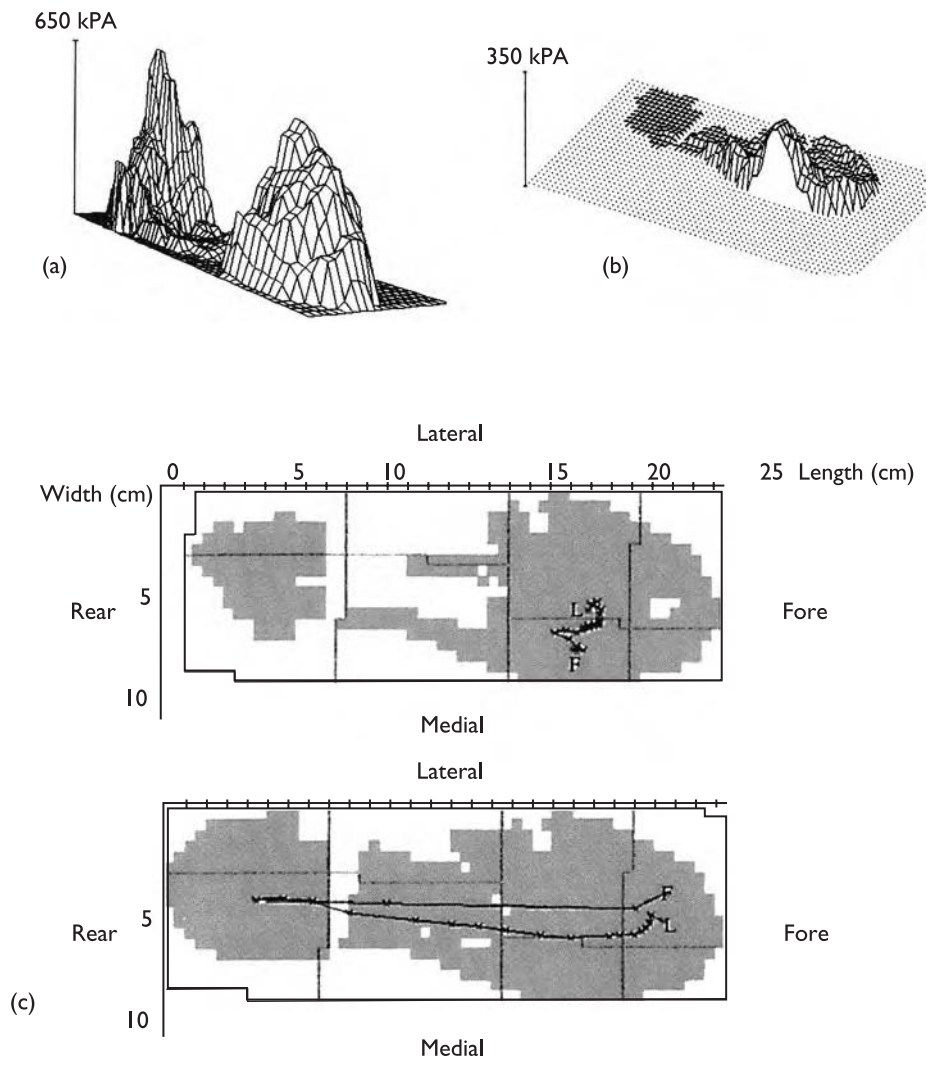 650 kPA
350 kPA
(a)
(b)
Lateral
0 5 10 15 20 25 Length (cm)
Width (cm)
L
Rear 5 Fore
F
10
Medial
Lateral
F
Rear 5 Fore
L
(c)
10
Medial